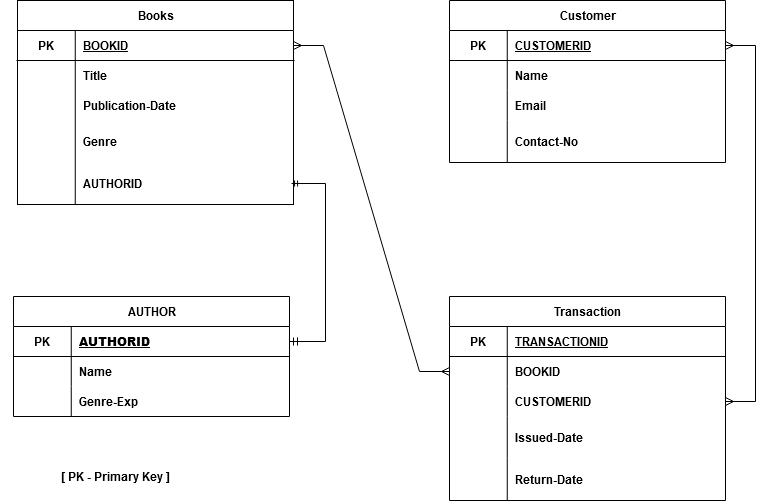 Books
PK BOOKID
Title
Publication-Date
Genre
AUTHORID
Customer
PK CUSTOMERID
Name
Email
Contact-No
AUTHOR
PK AUTHORID
Name
Genre-Exp
Transaction
PK TRANSACTIONID
BOOKID
CUSTOMERID
Issued-Date
Return-Date
[ PK - Primary Key ]